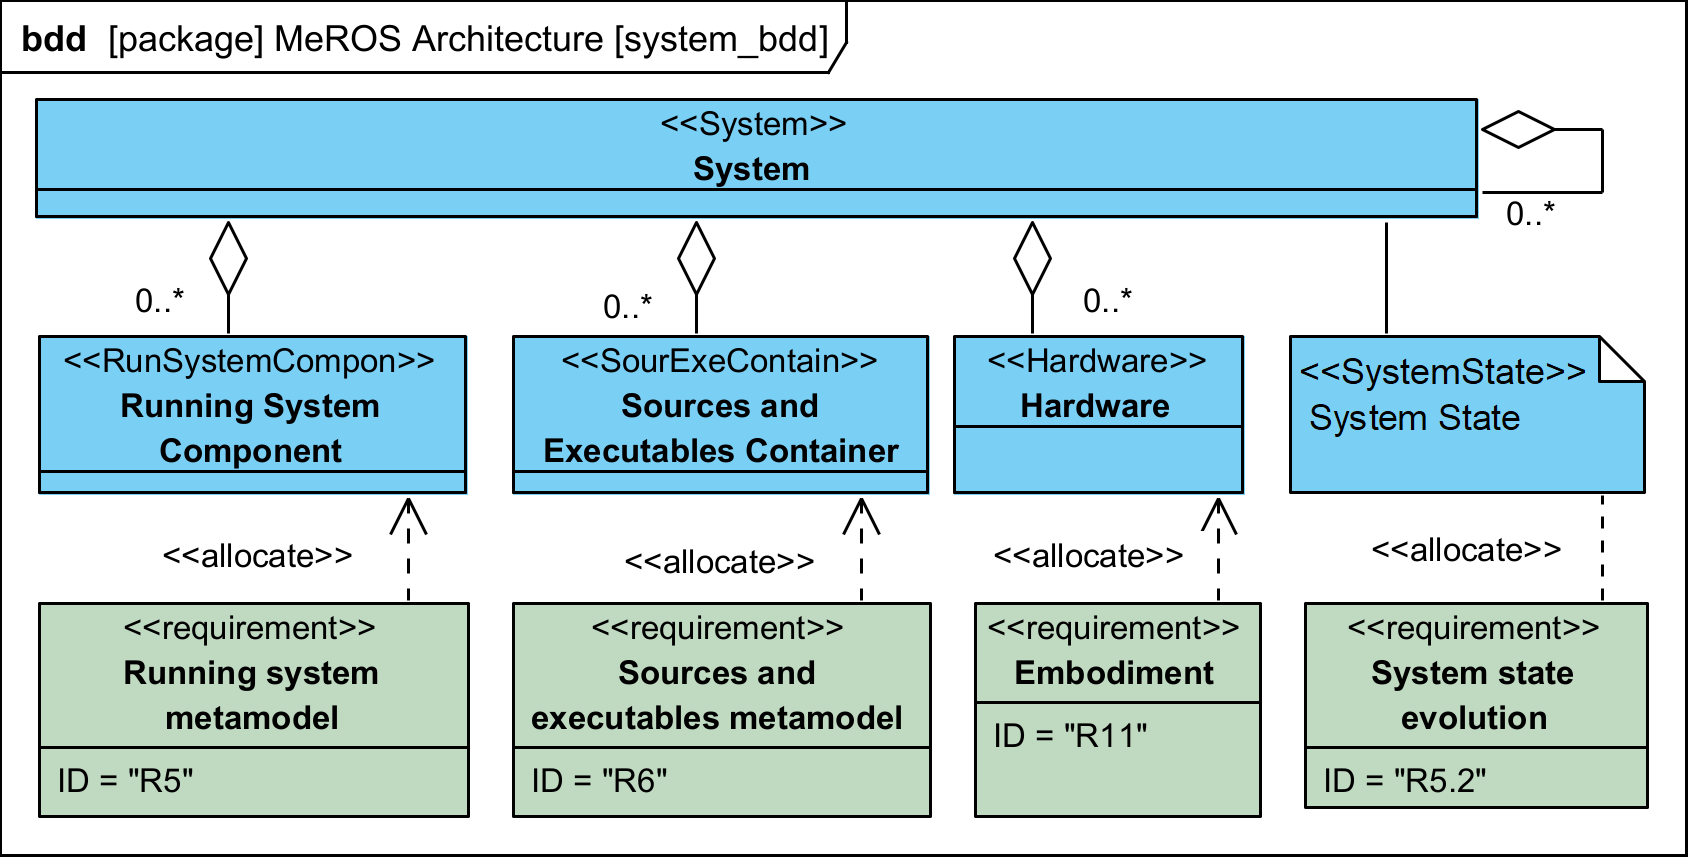 bdd [package] MeROS Architecture [system_bdd]
<<System>>
System
0..*
0..*
0..*
0..*
<<RunSystemCompon>>
Running System
Component
<<SourExeContain>>
Sources and
Executables Container
<<Hardware>>
Hardware
<<SystemState>>
System State
<<allocate>>
<<allocate>>
<<allocate>>
<<allocate>>
<<requirement>>
Running system
metamodel
ID = "R5"
<<requirement>>
Sources and
executables metamodel
ID = "R6"
<<requirement>>
Embodiment
ID = "R11"
<<requirement>>
System state
evolution
ID = "R5.2"